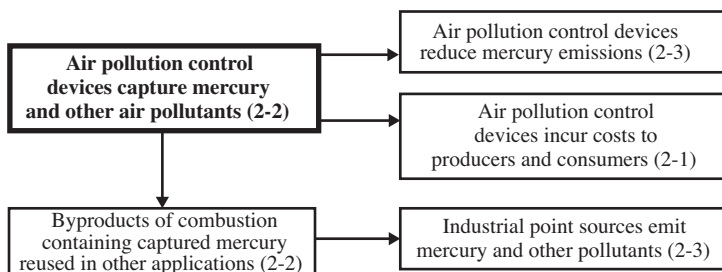 Air pollution control
devices capture mercury
and other air pollutants (2-2)
Air pollution control devices
reduce mercury emissions (2-3)
Air pollution control
devices incur costs to
producers and consumers (2-1)
Byproducts of combustion
containing captured mercury
reused in other applications (2-2)
Industrial point sources emit
mercury and other pollutants (2-3)